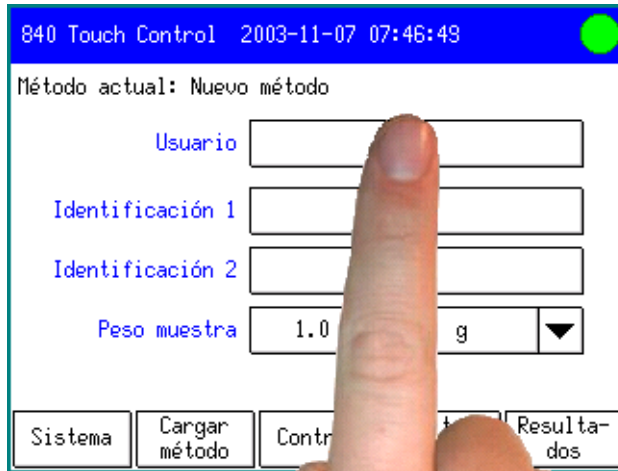 840 Touch Control 2003-11-07 07:46:49
Método actual: Nuevo método
Usuario
Identificación 1
Identificación 2
Peso muestra 1.0 g
Sistema
Cargar
método
Resulta-
dos